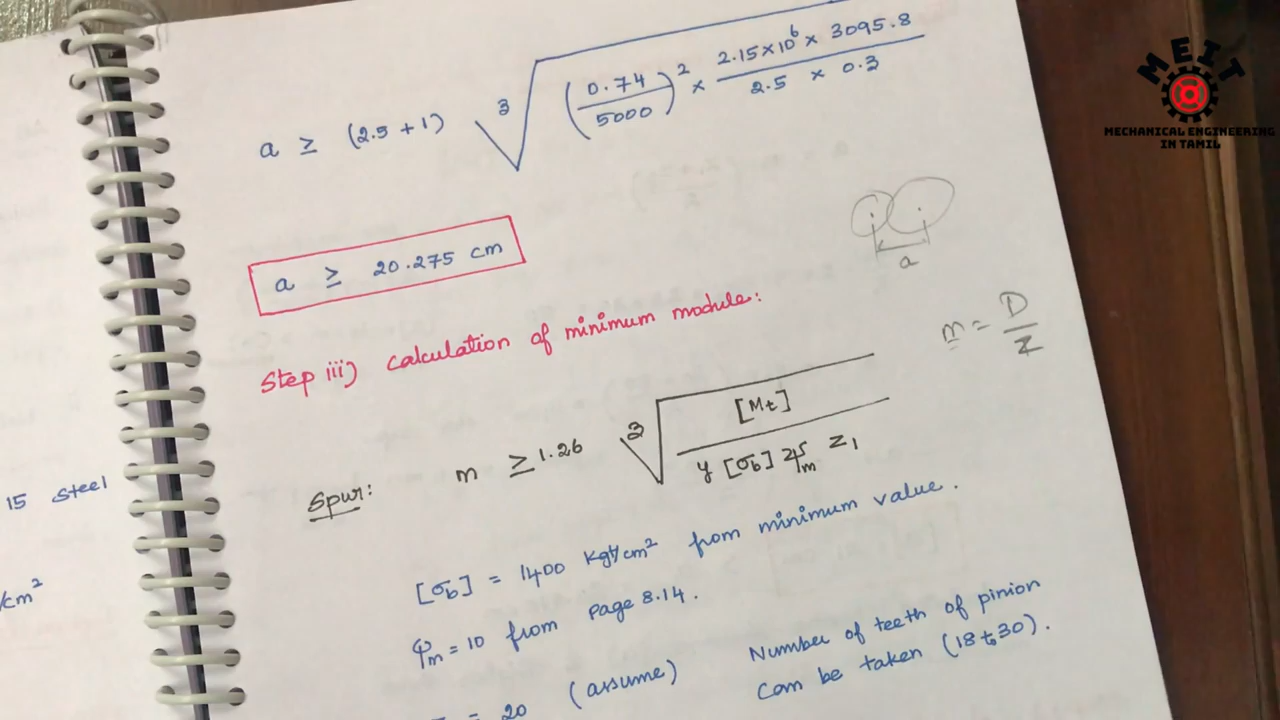 MEIT
MECHANICAL ENGINEERING
IN TAMIL
a ≥ (2.5 + 1) ∛((0.74/5000)² × (2.15×10⁶ × 3095.8)/(2.5 × 0.3))
a ≥ 20.275 cm
a
Step iii) calculation of minimum module:
m = D/Z
Spur: m ≥ 1.26 ∛([Mt]/(y [σb] ψm Z1))
15 steel
[σb] = 1400 kgf/cm² from minimum value.
/cm²
φm = 10 from page 8.14.
= 20 (assume)
Number of teeth of pinion
can be taken (18 to 30).